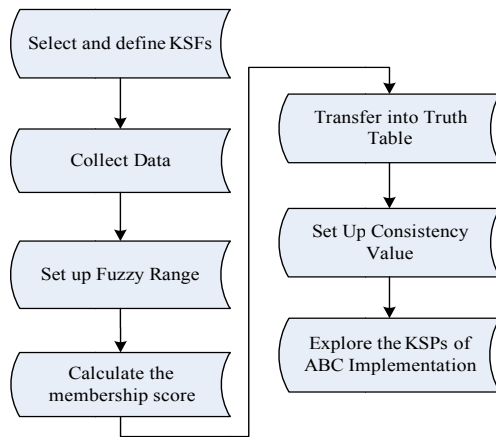 Select and define KSFs
Collect Data
Set up Fuzzy Range
Calculate the
membership score
Transfer into Truth
Table
Set Up Consistency
Value
Explore the KSPs of
ABC Implementation